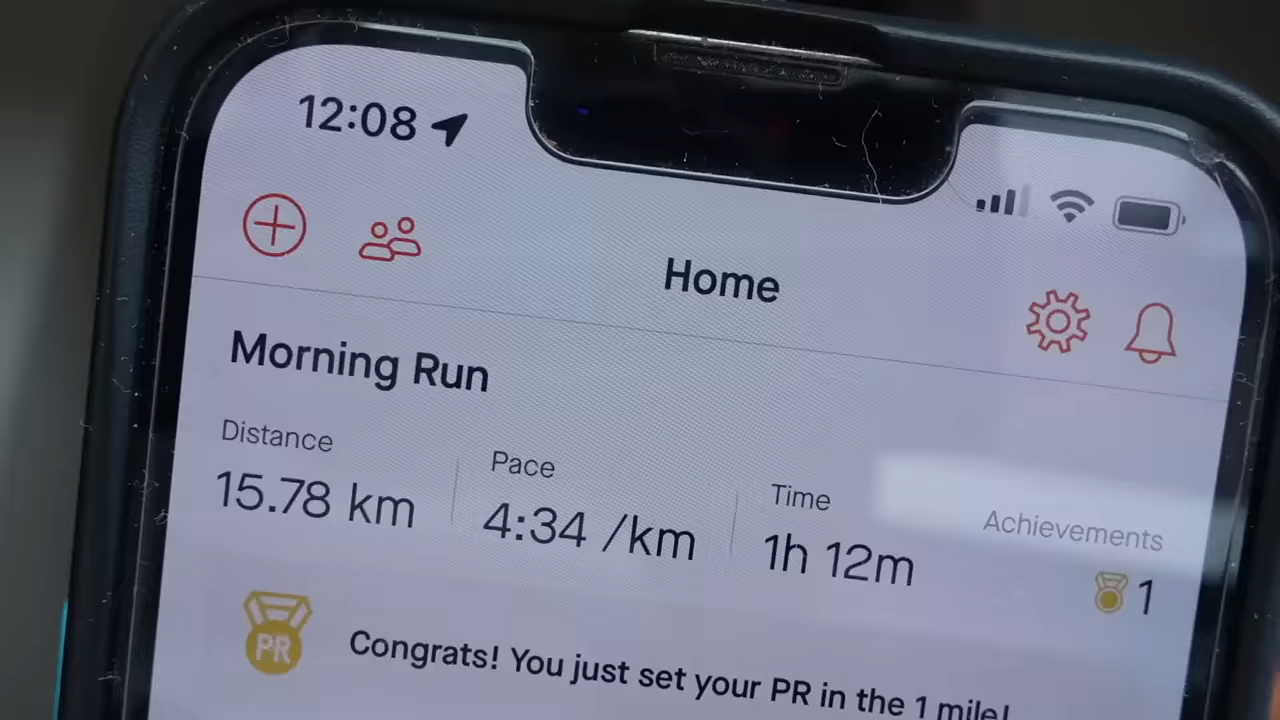 12:08
Home
Morning Run
Distance
15.78 km
Pace
4:34 /km
Time
1h 12m
Achievements
1
PR
Congrats! You just set your PR in the 1 mile!